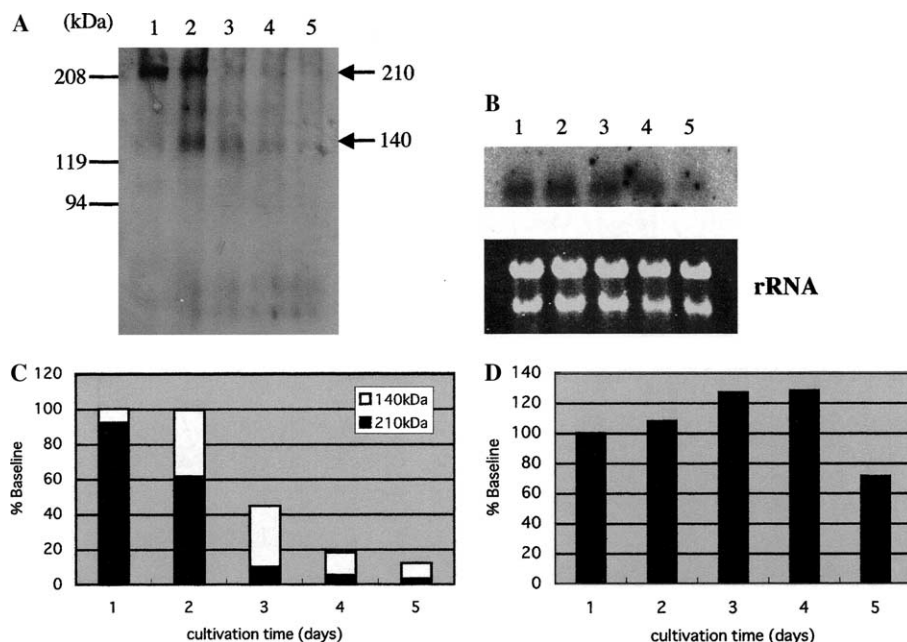 A (kDa) 1 2 3 4 5
208
119
94
210
140
B
1 2 3 4 5
rRNA
C
% Baseline
120
100
80
60
40
20
0
140kDa
210kDa
1 2 3 4 5
cultivation time (days)
D
% Baseline
140
120
100
80
60
40
20
0
1 2 3 4 5
cultivation time (days)